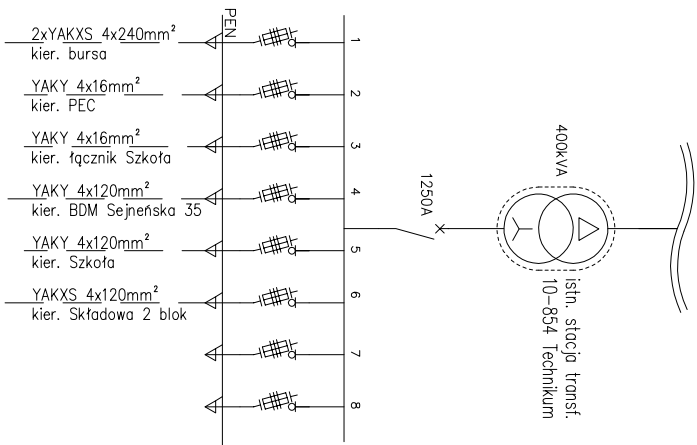 PEN
2xYAKXS 4x240mm²
kier. bursa
1
YAKY 4x16mm²
kier. PEC
2
YAKY 4x16mm²
kier. łącznik Szkoła
3
YAKY 4x120mm²
kier. BDM Sejneńska 35
4
YAKY 4x120mm²
kier. Szkoła
5
YAKXS 4x120mm²
kier. Składowa 2 blok
6
7
8
1250A
400kVA
istn. stacja transf.
10-854 Technikum